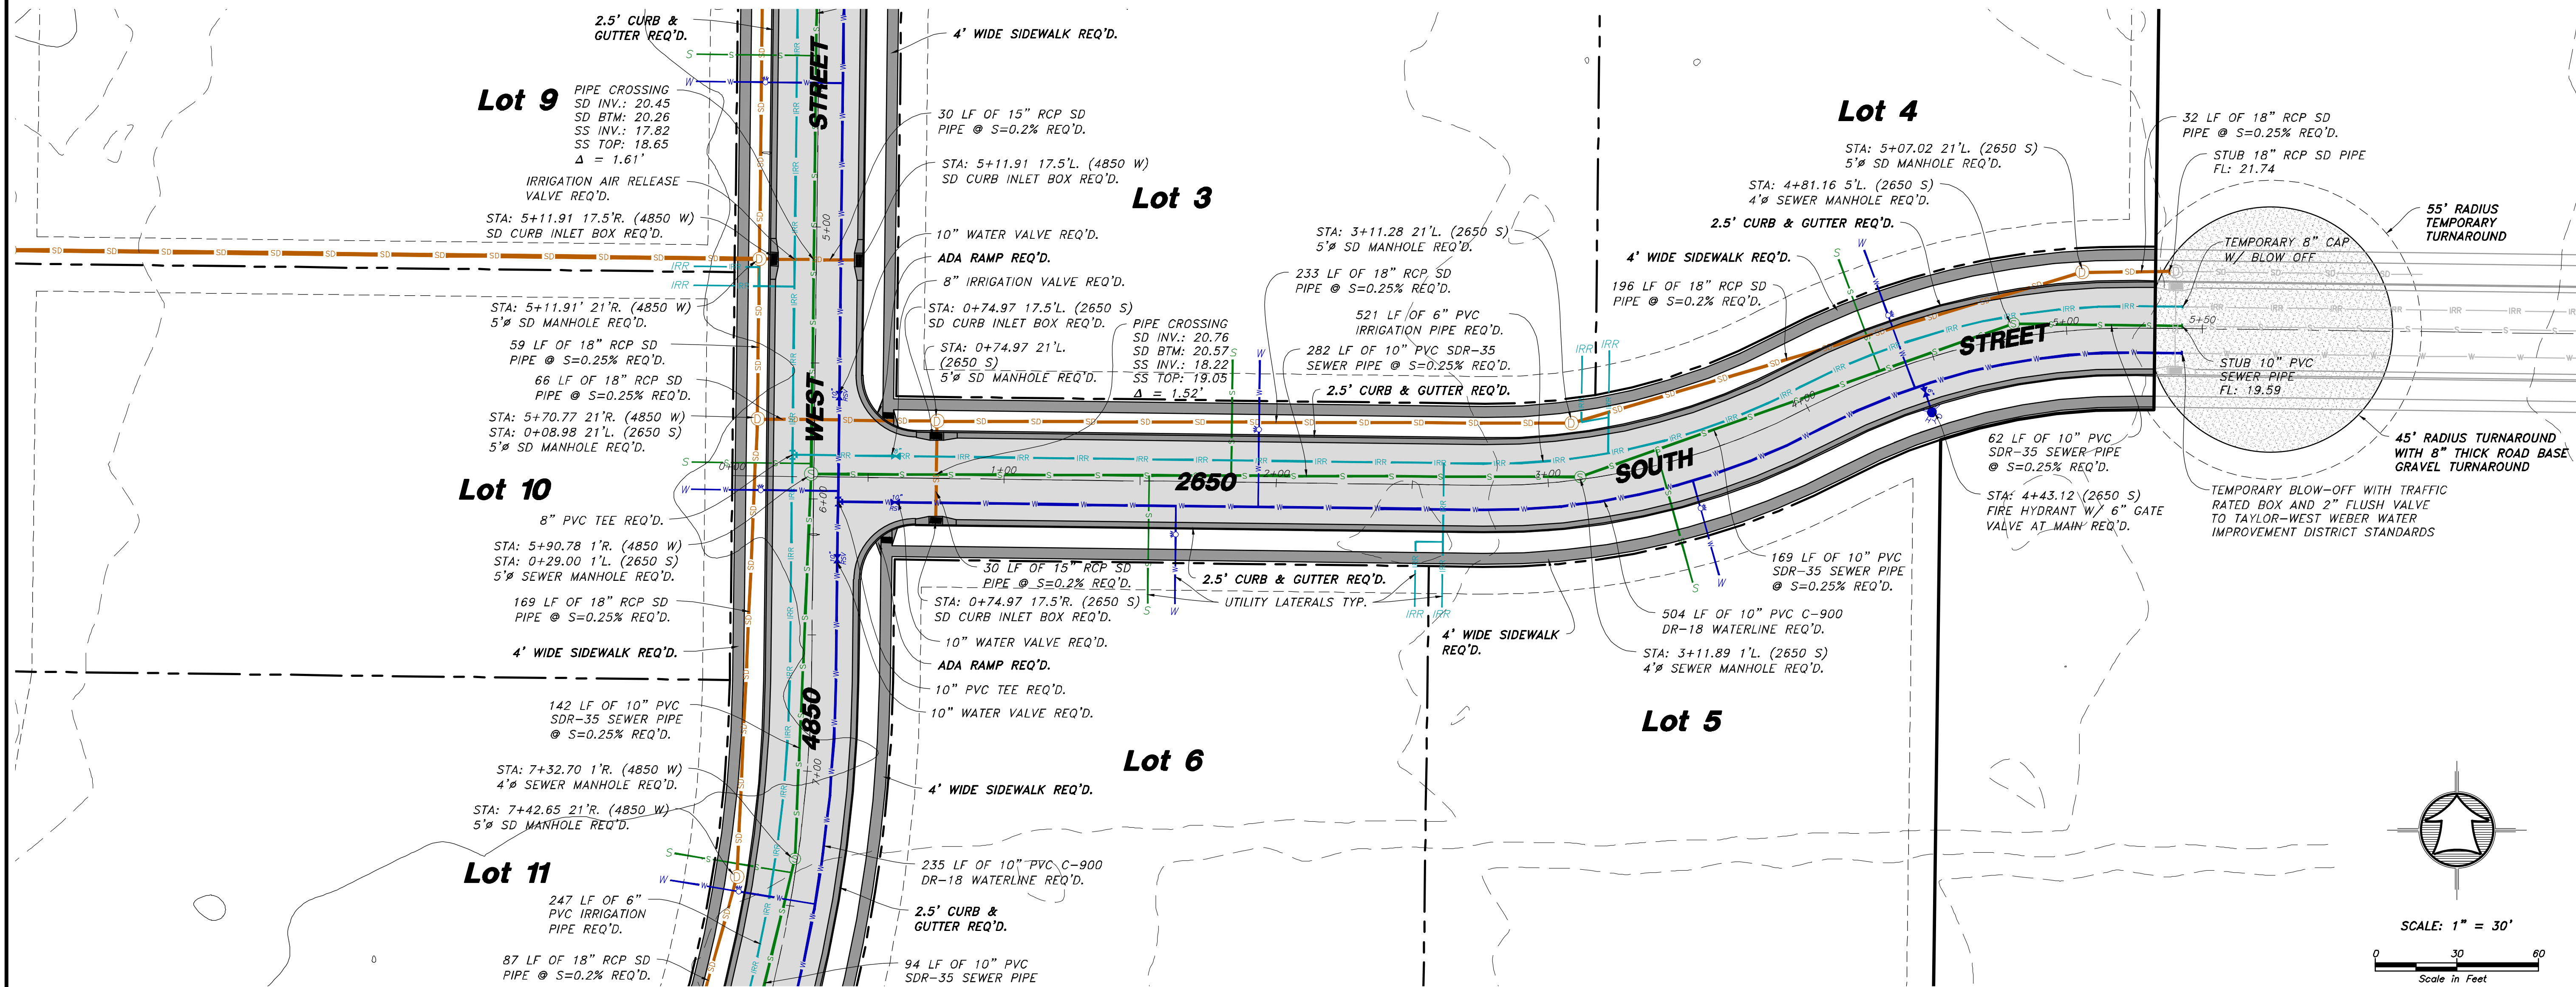 2.5' CURB &
GUTTER REQ'D.
4' WIDE SIDEWALK REQ'D.
STREET
Lot 9
PIPE CROSSING
SD INV.: 20.45
SD BTM: 20.26
SS INV.: 17.82
SS TOP: 18.65
Δ = 1.61'
IRRIGATION AIR RELEASE
VALVE REQ'D.
STA: 5+11.91 17.5'R. (4850 W)
SD CURB INLET BOX REQ'D.
30 LF OF 15" RCP SD
PIPE @ S=0.2% REQ'D.
STA: 5+11.91 17.5'L. (4850 W)
SD CURB INLET BOX REQ'D.
Lot 3
10" WATER VALVE REQ'D.
ADA RAMP REQ'D.
8" IRRIGATION VALVE REQ'D.
STA: 0+74.97 17.5'L (2650 S)
SD CURB INLET BOX REQ'D.
STA: 0+74.97 21'L.
(2650 S)
5'Ø SD MANHOLE REQ'D.
PIPE CROSSING
SD INV.: 20.76
SD BTM: 20.57
SS INV.: 18.22
SS TOP: 19.05
Δ = 1.52'
STA: 5+11.91' 21'R. (4850 W)
5'Ø SD MANHOLE REQ'D.
59 LF OF 18" RCP SD
PIPE @ S=0.25% REQ'D.
66 LF OF 18" RCP SD
PIPE @ S=0.25% REQ'D.
STA: 5+70.77 21'R. (4850 W)
STA: 0+08.98 21'L. (2650 S)
5'Ø SD MANHOLE REQ'D.
Lot 10
8" PVC TEE REQ'D.
STA: 5+90.78 1'R. (4850 W)
STA: 0+29.00 1'L. (2650 S)
5'Ø SEWER MANHOLE REQ'D.
169 LF OF 18" RCP SD
PIPE @ S=0.25% REQ'D.
4' WIDE SIDEWALK REQ'D.
142 LF OF 10" PVC
SDR-35 SEWER PIPE
@ S=0.25% REQ'D.
STA: 7+32.70 1'R. (4850 W)
4'Ø SEWER MANHOLE REQ'D.
STA: 7+42.65 21'R. (4850 W)
5'Ø SD MANHOLE REQ'D.
Lot 11
247 LF OF 6"
PVC IRRIGATION
PIPE REQ'D.
87 LF OF 18" RCP SD
PIPE @ S=0.2% REQ'D.
5+00
WEST
0+00
6+00
4850
7+00
STA: 3+11.28 21'L. (2650 S)
5'Ø SD MANHOLE REQ'D.
233 LF OF 18" RCP SD
PIPE @ S=0.25% REQ'D.
521 LF OF 6" PVC
IRRIGATION PIPE REQ'D.
282 LF OF 10" PVC SDR-35
SEWER PIPE @ S=0.25% REQ'D.
2.5' CURB & GUTTER REQ'D.
1+00
2+00
3+00
4+00
5+00
5+50
2650
SOUTH
STREET
30 LF OF 15" RCP SD
PIPE @ S=0.2% REQ'D.
STA: 0+74.97 17.5'R. (2650 S)
SD CURB INLET BOX REQ'D.
10" WATER VALVE REQ'D.
ADA RAMP REQ'D.
10" PVC TEE REQ'D.
10" WATER VALVE REQ'D.
2.5' CURB & GUTTER REQ'D.
UTILITY LATERALS TYP.
Lot 6
4' WIDE SIDEWALK REQ'D.
235 LF OF 10" PVC C-900
DR-18 WATERLINE REQ'D.
2.5' CURB &
GUTTER REQ'D.
94 LF OF 10" PVC
SDR-35 SEWER PIPE
Lot 4
STA: 5+07.02 21'L. (2650 S)
5'Ø SD MANHOLE REQ'D.
STA: 4+81.16 5'L. (2650 S)
4'Ø SEWER MANHOLE REQ'D.
2.5' CURB & GUTTER REQ'D.
4' WIDE SIDEWALK REQ'D.
196 LF OF 18" RCP SD
PIPE @ S=0.2% REQ'D.
32 LF OF 18" RCP SD
PIPE @ S=0.25% REQ'D.
STUB 18" RCP SD PIPE
FL: 21.74
55' RADIUS
TEMPORARY
TURNAROUND
TEMPORARY 8" CAP
W/ BLOW OFF
STUB 10" PVC
SEWER PIPE
FL: 19.59
45' RADIUS TURNAROUND
WITH 8" THICK ROAD BASE
GRAVEL TURNAROUND
62 LF OF 10" PVC
SDR-35 SEWER PIPE
@ S=0.25% REQ'D.
STA: 4+43.12 (2650 S)
FIRE HYDRANT W/ 6" GATE
VALVE AT MAIN REQ'D.
TEMPORARY BLOW-OFF WITH TRAFFIC
RATED BOX AND 2" FLUSH VALVE
TO TAYLOR-WEST WEBER WATER
IMPROVEMENT DISTRICT STANDARDS
169 LF OF 10" PVC
SDR-35 SEWER PIPE
@ S=0.25% REQ'D.
504 LF OF 10" PVC C-900
DR-18 WATERLINE REQ'D.
STA: 3+11.89 1'L. (2650 S)
4'Ø SEWER MANHOLE REQ'D.
4' WIDE SIDEWALK
REQ'D.
Lot 5
SCALE: 1" = 30'
0 30 60
Scale in Feet